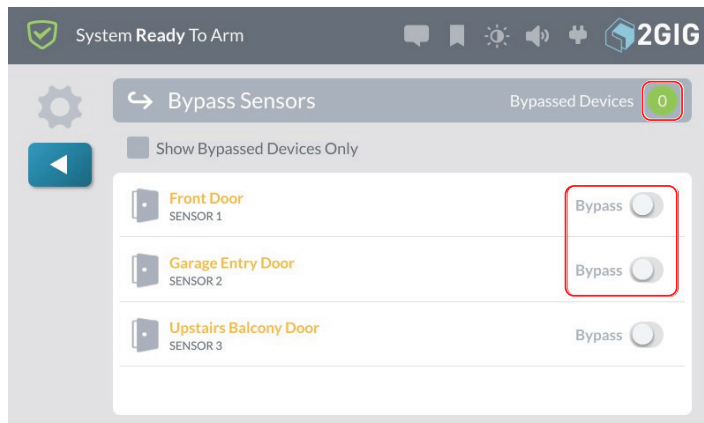 System Ready To Arm
2GIG
Bypass Sensors
Bypassed Devices 0
Show Bypassed Devices Only
Front Door
SENSOR 1
Bypass
Garage Entry Door
SENSOR 2
Bypass
Upstairs Balcony Door
SENSOR 3
Bypass